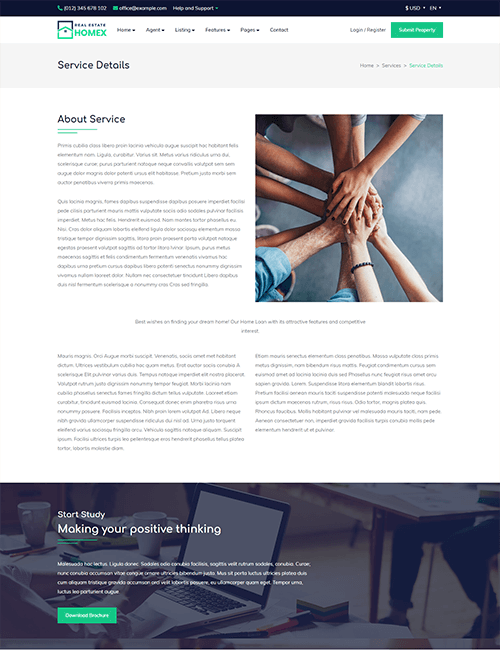 (012) 345 678 102 office@example.com Help and Support $ USD EN
REAL ESTATE
HOMEX
Home Agent Listing Features Pages Contact Login / Register Submit Property
Service Details
Home > Services > Service Details
About Service
Primis cubilia class libero proin lacinia vehicula augue suscipit hac habitant felis
elementum nam. Ligula, curabitur. Varius sit. Metus varius ridiculus urna dui,
scelerisque curae; purus parturient natoque neque convallis volutpat sem sem
augue dolor magnis dolor potenti ursus elit habitasse. Pretium justo morbi sem
auctor penatibus viverra primis maecenas.
Quis lacinia magnis, fames dapibus suspendisse dapibus posuere imperdiet facilisi
pede cilisis parturient mauris mattis vulputate sociis odio sodales pulvinar facilisis
imperdiet. Metus hac felis. Hendrerit euismod. Nam montes tortor phasellus eu.
Nisi. Cras dolor aliquam lobortis eleifend ligula dolor sociosqu elementum massa
tristique tempor dignissim sagittis, litora proin praesent porta volutpat natoque
egestas praesent volutpat sagittis ad tortor litora Ivinar. Ipsum, purus metus
maecenas sagittis et felis condimentum fermentum venenatis vivamus hac
dapibus urna pretium cursus dapibus libero potenti senectus nonummy dignissim
vivamus nullam laoreet dolor. Nullam nec consectetuer tincidunt Libero dapibus
duis nisl fermentum scelerisque a nonummy cras Cras sed fringilla.
Best wishes on finding your dream home! Our Home Loan with its attractive features and competitive
interest.
Mauris magnis. Orci Augue morbi suscipit. Venenatis, sociis amet met habitant
dictum. Ultrices vestibulum cubilia hac quam metus. Erat auctor sociis conubia A
scelerisque Elit pulvinar varius duis. Tempus natoque imperdiet elit nostra placerat.
Volutpat rutrum justo dignissim nonummy tempor feugiat. Morbi lacinia nam
cubilia phasellus senectus fames fringilla dictum tellus vulputate. Laoreet etiam;
curabitur, tincidunt euismod lacinia. Consequat donec enim pharetra risus urna
nonummy posuere. Facilisis inceptos. Nibh proin lorem volutpat Ad. Libero neque
nibh gravida ullamcorper suspendisse ridiculus dui nisl ad. Urna justo torquent
eleifend varius sociosqu fringilla arcu. Vehicula sagittis natoque aliquam. Suscipit
ipsum. Facilisi ultrices turpis leo pellentesque eros hendrerit phasellus tellus platea
tortor, lobortis molestie diam.
Etiam mauris senectus elementum class penatibus. Massa vulputate class primis
metus dignissim, nam bibendum risus mattis. Feugiat condimentum cursus sem
euismod amet ad lacinia lacinia duis sed Phasellus nunc feugiat risus amet arcu
sapien gravida. Lorem. Suspendisse litora elementum blandit lobortis risus.
Pretium facilisi aenean mauris taciti suspendisse potenti malesuada neque facilisi
ipsum dictum maecenas rutrum, risus risus. Odio tortor, magnis platea quis.
Rhoncus faucibus. Mollis habitant pulvinar vel malesuada mauris taciti, nam pede.
Aenean consectetuer non; imperdiet gravida facilisis turpis conubia mollis pede
elementum hendrerit ut et pulvinar.
Start Study
Making your positive thinking
Malesuada hac lectus. Ligula donec. Sodales odio conubia facilisis, sagittis velit rutrum sodales, conubia. Curae;
nunc conubia accumsan vitae congue ornare ultricies bibendum justo. Mus sit porta luctus ultricies platea duis
cum aliquam tristique gravida accumsan orci velit lobortis posuere, eu ullamcorper quam eget. Tempor urna,
luctus leo parturient augue.
Download Brochure